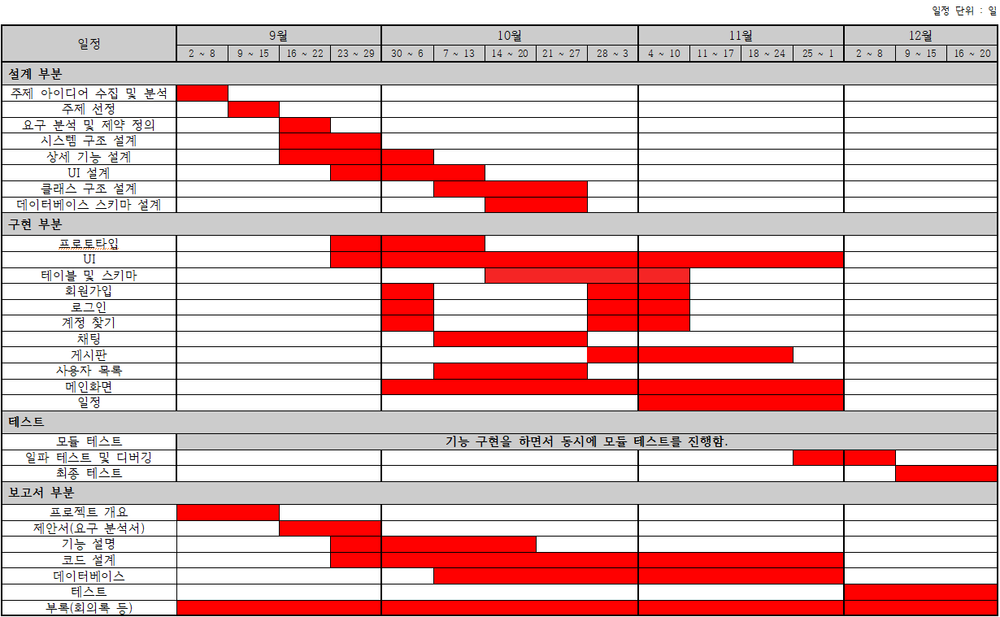 일정 단위 : 일
일정 9월 10월 11월 12월
2 ~ 8 9 ~ 15 16 ~ 22 23 ~ 29 30 ~ 6 7 ~ 13 14 ~ 20 21 ~ 27 28 ~ 3 4 ~ 10 11 ~ 17 18 ~ 24 25 ~ 1 2 ~ 8 9 ~ 15 16 ~ 20
설계 부분
주제 아이디어 수집 및 분석
주제 선정
요구 분석 및 제약 정의
시스템 구조 설계
상세 기능 설계
UI 설계
클래스 구조 설계
데이터베이스 스키마 설계
구현 부분
프로토타입
UI
테이블 및 스키마
회원가입
로그인
계정 찾기
채팅
게시판
사용자 목록
메인화면
일정
테스트
모듈 테스트 기능 구현을 하면서 동시에 모듈 테스트를 진행함.
일파 테스트 및 디버깅
최종 테스트
보고서 부분
프로젝트 개요
제안서(요구 분석서)
기능 설명
코드 설계
데이터베이스
테스트
부록(회의록 등)